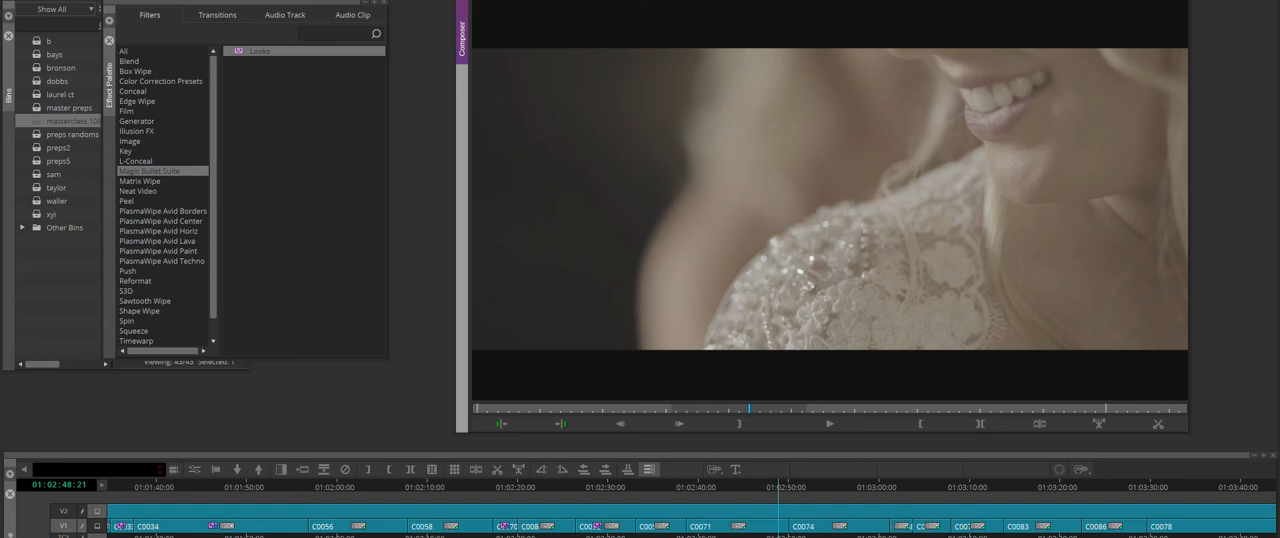 Show All
Filters
Transitions
Audio Track
Audio Clip
Composer
Bins
Effect Palette
b
bays
bronson
dobbs
laurel ct
master preps
masterclass 108
preps randoms
preps2
preps5
sam
taylor
waller
xyi
Other Bins
All
Blend
Box Wipe
Color Correction Presets
Conceal
Edge Wipe
Film
Generator
Illusion FX
Image
Key
L-Conceal
Magic Bullet Suite
Matrix Wipe
Neat Video
Peel
PlasmaWipe Avid Borders
PlasmaWipe Avid Center
PlasmaWipe Avid Horiz
PlasmaWipe Avid Lava
PlasmaWipe Avid Paint
PlasmaWipe Avid Techno
Push
Reformat
S3D
Sawtooth Wipe
Shape Wipe
Spin
Squeeze
Timewarp
Looks
Viewing: 43/43 Selected: 1
01:02:48:21
01:01:40:00
01:01:50:00
01:02:00:00
01:02:10:00
01:02:20:00
01:02:30:00
01:02:40:00
01:02:50:00
01:03:00:00
01:03:10:00
01:03:20:00
01:03:30:00
01:03:40:00
V2
V1
C0034
C0056
C0058
C0071
C0074
C0083
C0086
C0078